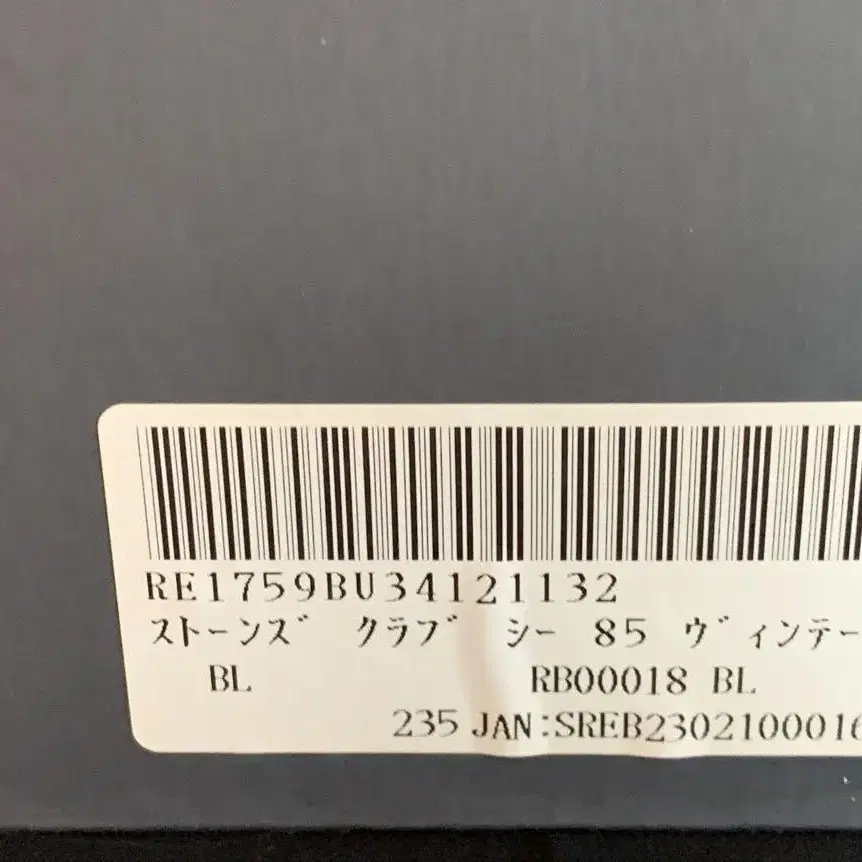 RE1759BU34121132
ストーンズ クラブ シー 85 ヴィンテー
BL RB00018 BL
235 JAN:SREB2302100016